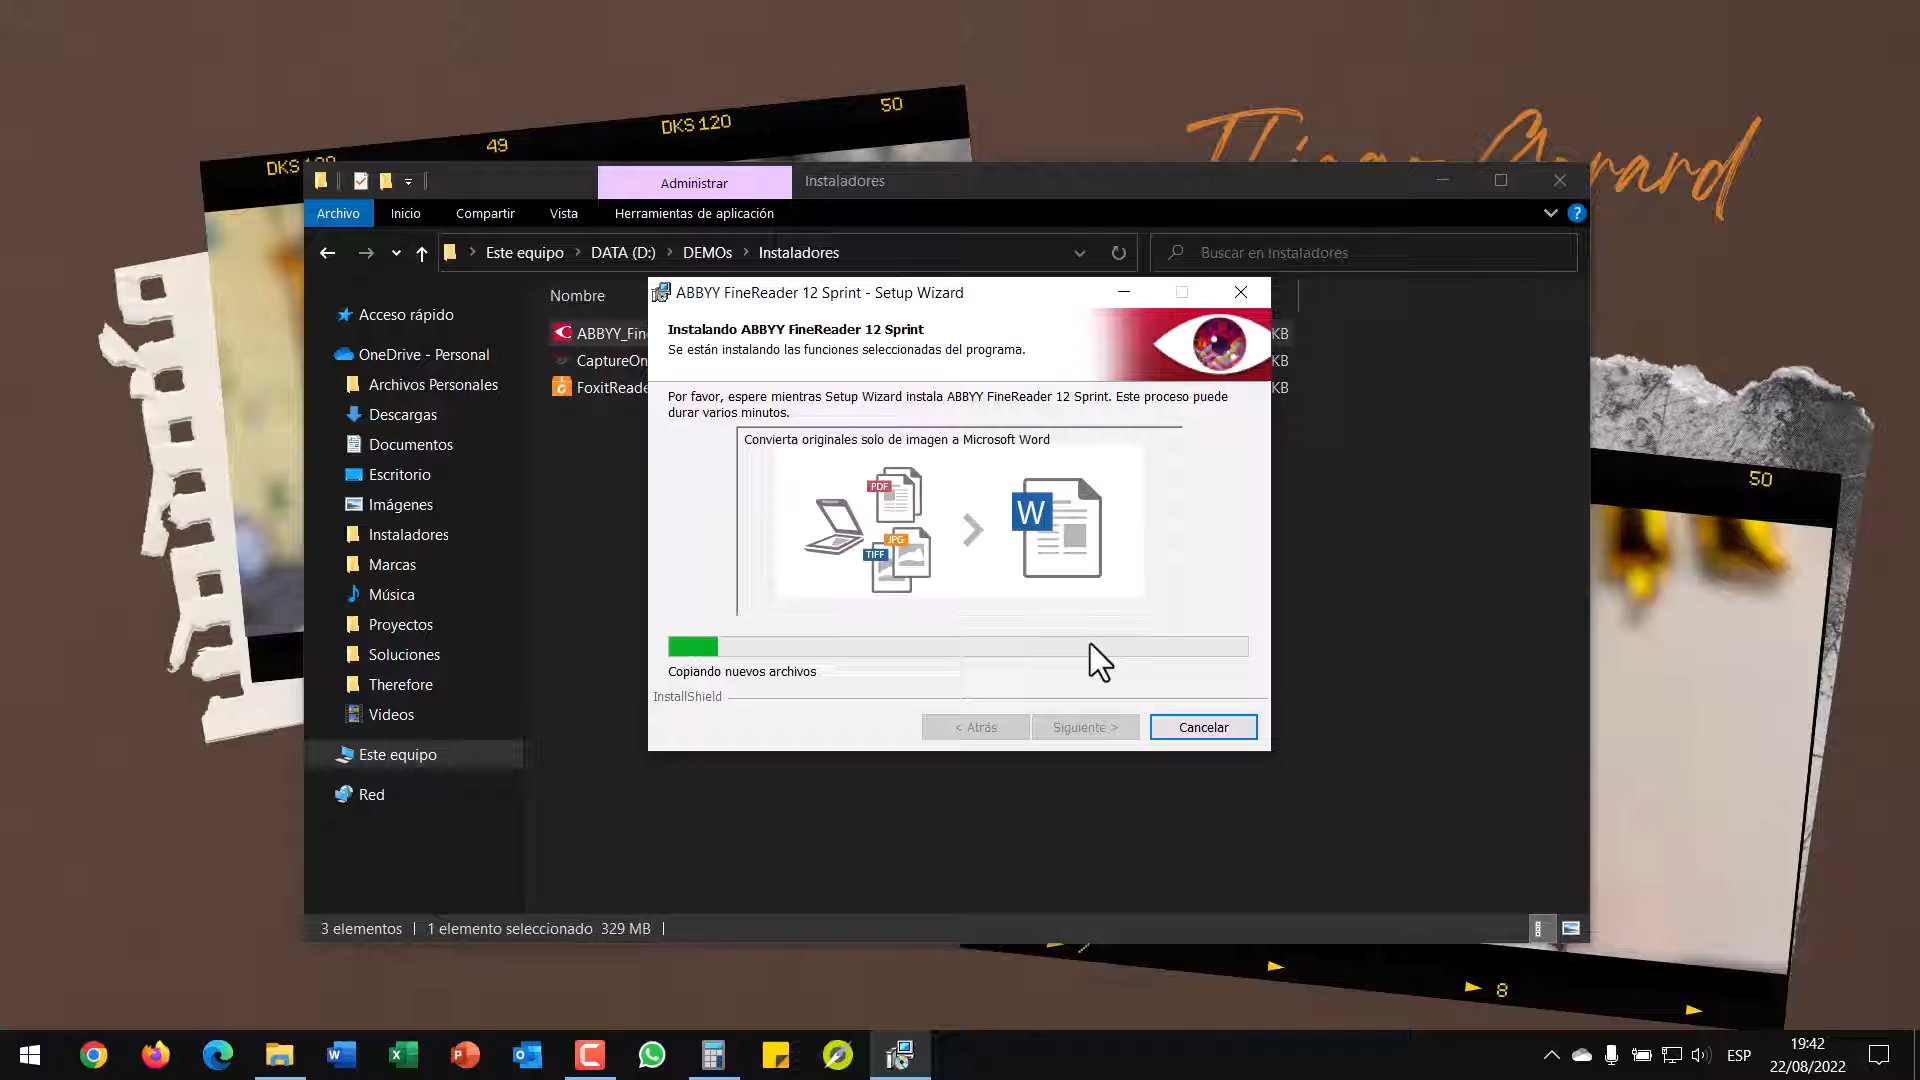 DKS 120
50
49
Administrar
Instaladores
Archivo
Inicio
Compartir
Vista
Herramientas de aplicación
Este equipo
DATA (D:)
DEMOs
Instaladores
Buscar en Instaladores
Acceso rápido
OneDrive - Personal
Archivos Personales
Descargas
Documentos
Escritorio
Imágenes
Instaladores
Marcas
Música
Proyectos
Soluciones
Therefore
Videos
Este equipo
Red
Nombre
ABBYY_Fin
KB
CaptureOn
KB
FoxitReade
KB
ABBYY FineReader 12 Sprint - Setup Wizard
Instalando ABBYY FineReader 12 Sprint
Se están instalando las funciones seleccionadas del programa.
Por favor, espere mientras Setup Wizard instala ABBYY FineReader 12 Sprint. Este proceso puede
durar varios minutos.
Convierta originales solo de imagen a Microsoft Word
PDF
JPG
TIFF
W
Copiando nuevos archivos
InstallShield
< Atrás
Siguiente >
Cancelar
3 elementos
1 elemento seleccionado 329 MB
50
8
ESP
19:42
22/08/2022